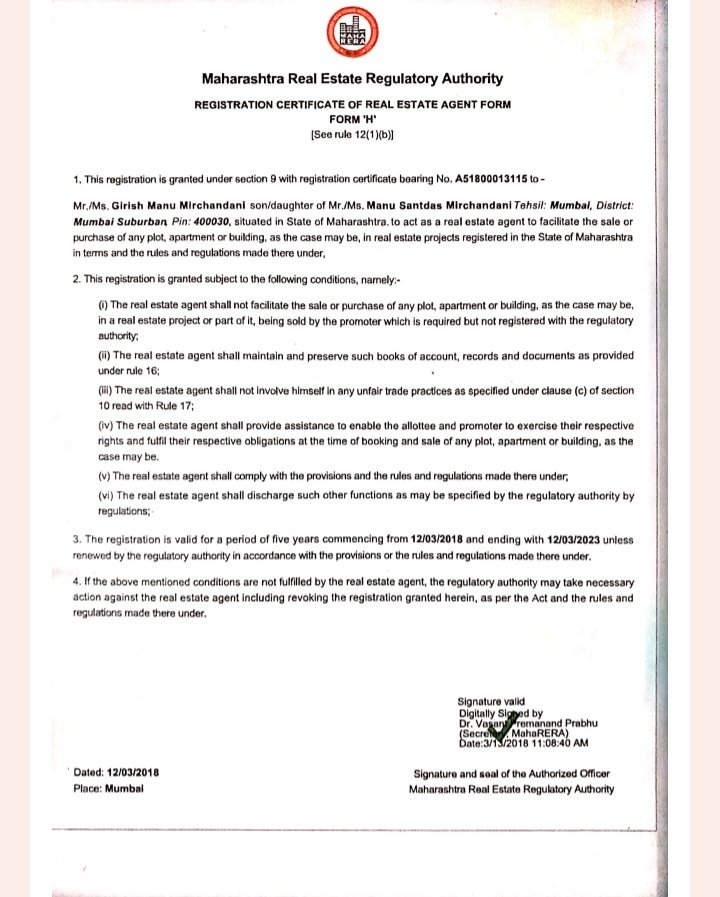 MAHA
RERA
Maharashtra Real Estate Regulatory Authority
REGISTRATION CERTIFICATE OF REAL ESTATE AGENT FORM
FORM 'H'
[See rule 12(1)(b)]
1. This registration is granted under section 9 with registration certificate bearing No. A51800013115 to -
Mr./Ms. Girish Manu Mirchandani son/daughter of Mr./Ms. Manu Santdas Mirchandani Tehsil: Mumbai, District:
Mumbai Suburban, Pin: 400030, situated in State of Maharashtra. to act as a real estate agent to facilitate the sale or
purchase of any plot, apartment or building, as the case may be, in real estate projects registered in the State of Maharashtra
in terms and the rules and regulations made there under,
2. This registration is granted subject to the following conditions, namely:-
(i) The real estate agent shall not facilitate the sale or purchase of any plot, apartment or building, as the case may be,
in a real estate project or part of it, being sold by the promoter which is required but not registered with the regulatory
authority;
(ii) The real estate agent shall maintain and preserve such books of account, records and documents as provided
under rule 16;
(iii) The real estate agent shall not involve himself in any unfair trade practices as specified under clause (c) of section
10 read with Rule 17;
(iv) The real estate agent shall provide assistance to enable the allottee and promoter to exercise their respective
rights and fulfil their respective obligations at the time of booking and sale of any plot, apartment or building, as the
case may be.
(v) The real estate agent shall comply with the provisions and the rules and regulations made there under;
(vi) The real estate agent shall discharge such other functions as may be specified by the regulatory authority by
regulations;
3. The registration is valid for a period of five years commencing from 12/03/2018 and ending with 12/03/2023 unless
renewed by the regulatory authority in accordance with the provisions or the rules and regulations made there under.
4. If the above mentioned conditions are not fulfilled by the real estate agent, the regulatory authority may take necessary
action against the real estate agent including revoking the registration granted herein, as per the Act and the rules and
regulations made there under.
Signature valid
Digitally Signed by
Dr. Vasant Premanand Prabhu
(Secretary, MahaRERA)
Date:3/13/2018 11:08:40 AM
Dated: 12/03/2018
Place: Mumbai
Signature and seal of the Authorized Officer
Maharashtra Real Estate Regulatory Authority